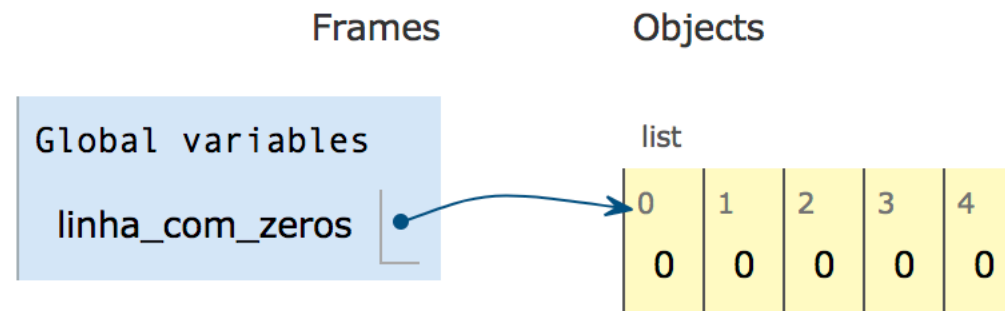 Frames Objects
Global variables
linha_com_zeros
list
0 1 2 3 4
0 0 0 0 0